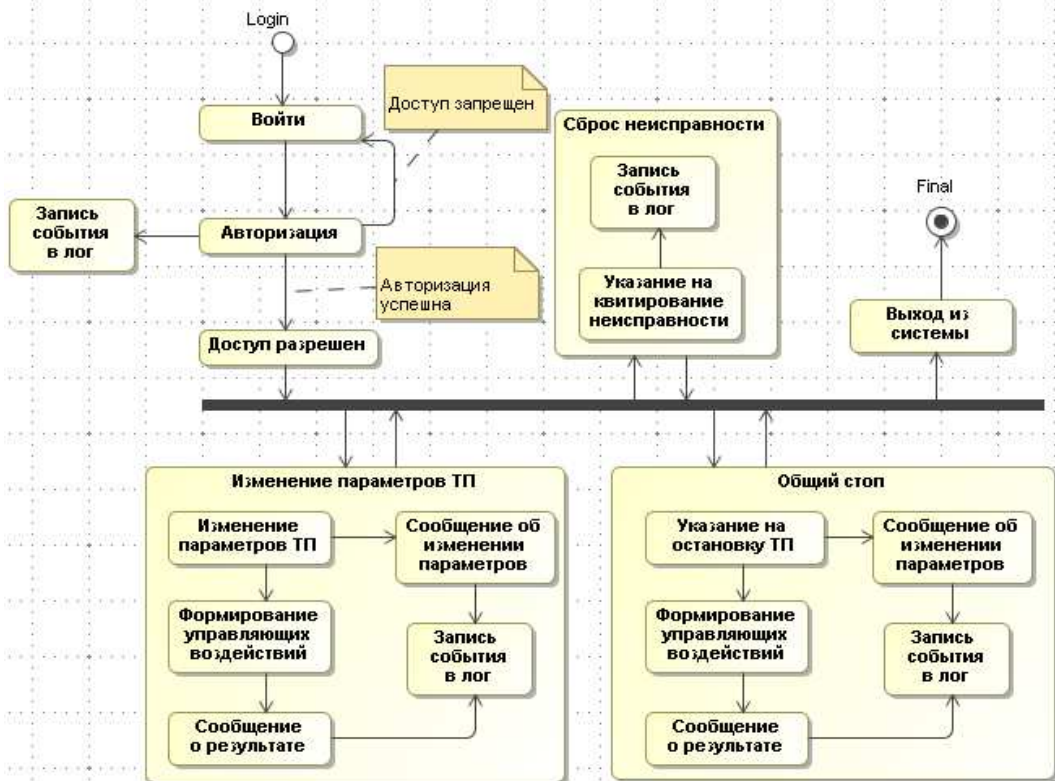 Login
Войти
Доступ запрещен
Запись
события
в лог
Авторизация
Авторизация
успешна
Доступ разрешен
Сброс неисправности
Запись
события
в лог
Указание на
квитирование
неисправности
Final
Выход из
системы
Изменение параметров ТП
Изменение
параметров ТП
Сообщение об
изменении
параметров
Формирование
управляющих
воздействий
Запись
события
в лог
Сообщение
о результате
Общий стоп
Указание на
остановку ТП
Сообщение об
изменении
параметров
Формирование
управляющих
воздействий
Запись
события
в лог
Сообщение
о результате